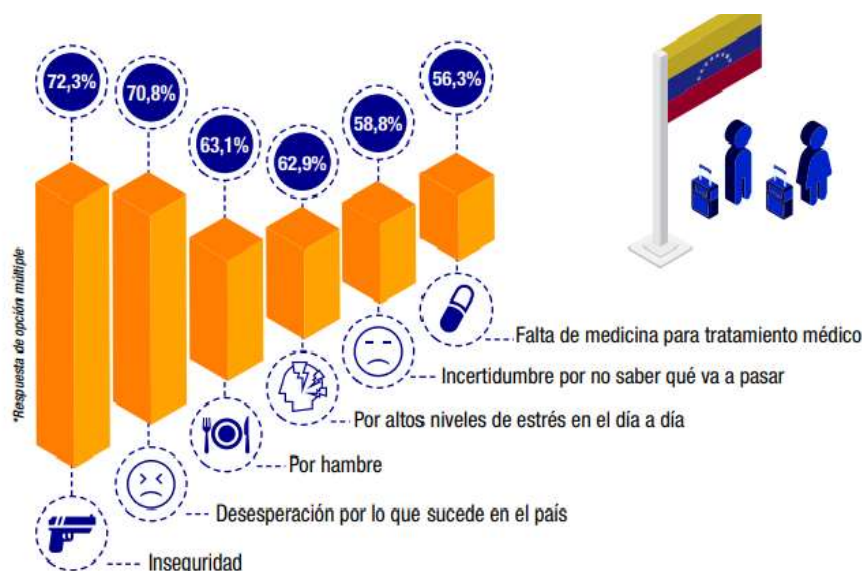 72,3%
70,8%
63,1%
62,9%
58,8%
56,3%
*Respuesta de opción múltiple
Falta de medicina para tratamiento médico
Incertidumbre por no saber qué va a pasar
Por altos niveles de estrés en el día a día
Por hambre
Desesperación por lo que sucede en el país
Inseguridad